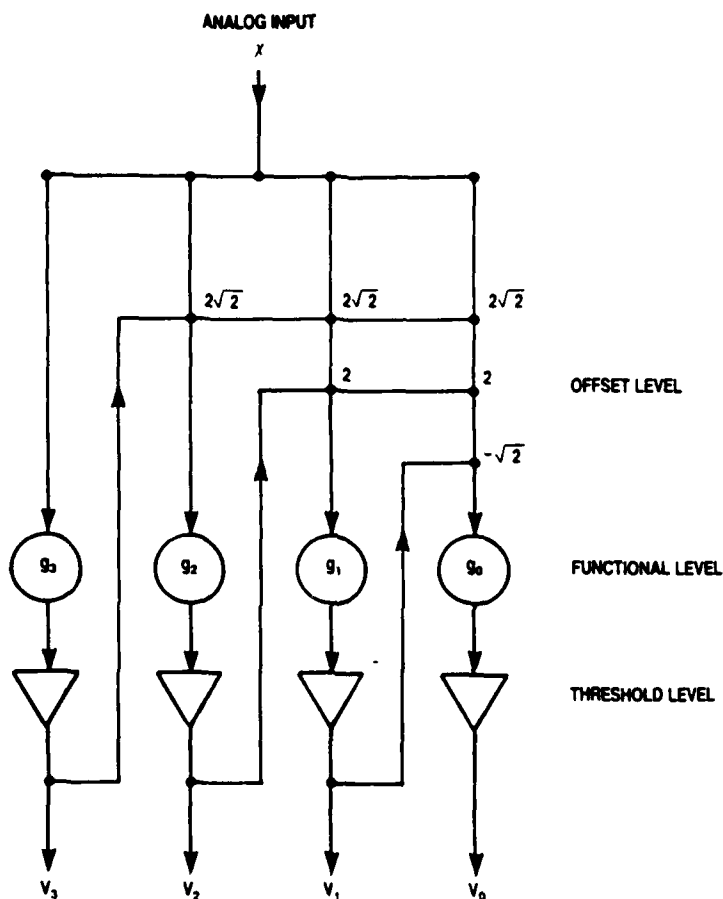 ANALOG INPUT
χ
2√2 2√2 2√2
2 2
OFFSET LEVEL
-√2
g₃ g₂ g₁ g₀ FUNCTIONAL LEVEL
THRESHOLD LEVEL
V₃ V₂ V₁ V₀